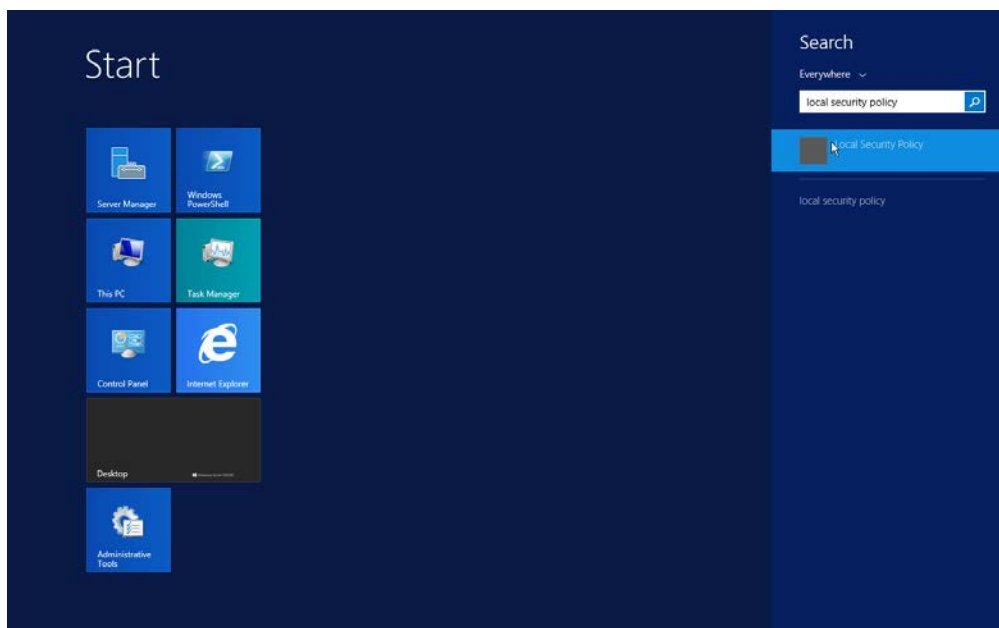 Start
Server Manager
Windows
PowerShell
This PC
Task Manager
Control Panel
Internet Explorer
Desktop
Administrative
Tools
Search
Everywhere
local security policy
Local Security Policy
local security policy